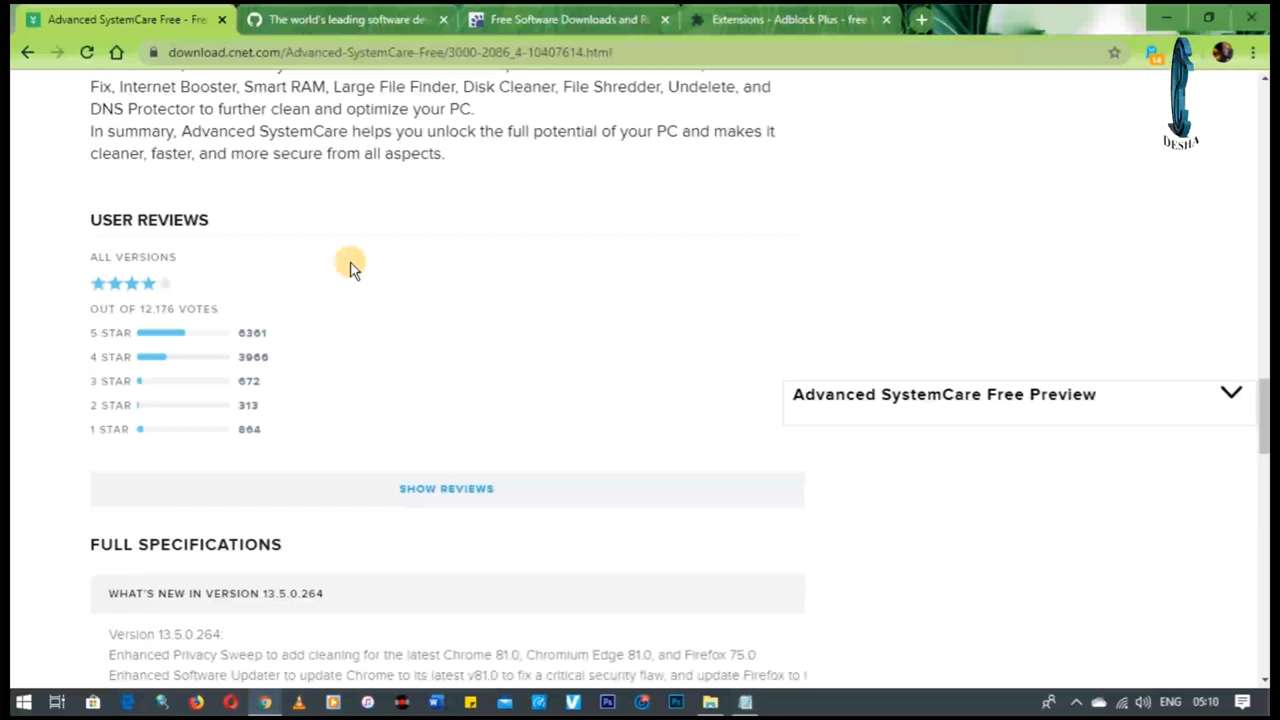 Advanced SystemCare Free - Fre
The world's leading software de
Free Software Downloads and R
Extensions - Adblock Plus - free
download.cnet.com/Advanced-SystemCare-Free/3000-2086_4-10407614.html
14
DESHA
Fix, Internet Booster, Smart RAM, Large File Finder, Disk Cleaner, File Shredder, Undelete, and
DNS Protector to further clean and optimize your PC.
In summary, Advanced SystemCare helps you unlock the full potential of your PC and makes it
cleaner, faster, and more secure from all aspects.
USER REVIEWS
ALL VERSIONS
OUT OF 12,176 VOTES
5 STAR 6361
4 STAR 3966
3 STAR 672
2 STAR 313
1 STAR 864
Advanced SystemCare Free Preview
SHOW REVIEWS
FULL SPECIFICATIONS
WHAT'S NEW IN VERSION 13.5.0.264
Version 13.5.0.264:
Enhanced Privacy Sweep to add cleaning for the latest Chrome 81.0, Chromium Edge 81.0, and Firefox 75.0
Enhanced Software Updater to update Chrome to its latest v81.0 to fix a critical security flaw, and update Firefox to
ENG 05:10